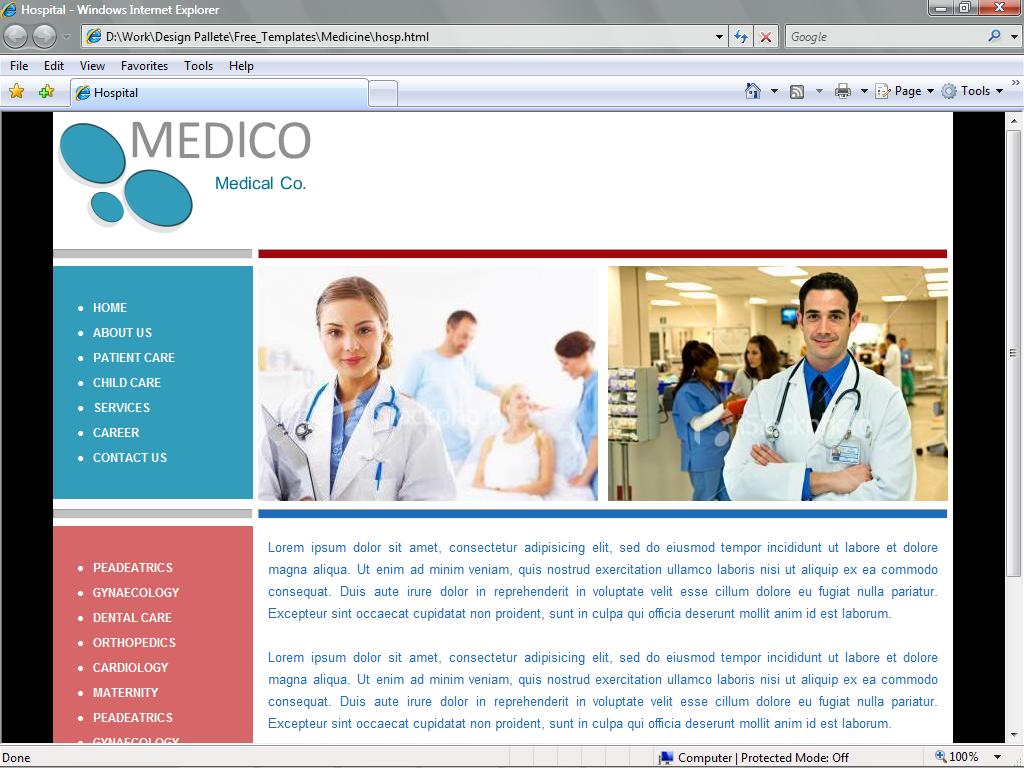 Hospital - Windows Internet Explorer
D:\Work\Design Pallete\Free_Templates\Medicine\hosp.html
Google
File Edit View Favorites Tools Help
Hospital
Page Tools
MEDICO
Medical Co.
HOME
ABOUT US
PATIENT CARE
CHILD CARE
SERVICES
CAREER
CONTACT US
PEADEATRICS
GYNAECOLOGY
DENTAL CARE
ORTHOPEDICS
CARDIOLOGY
MATERNITY
PEADEATRICS
GYNAECOLOGY
Lorem ipsum dolor sit amet, consectetur adipisicing elit, sed do eiusmod tempor incididunt ut labore et dolore
magna aliqua. Ut enim ad minim veniam, quis nostrud exercitation ullamco laboris nisi ut aliquip ex ea commodo
consequat. Duis aute irure dolor in reprehenderit in voluptate velit esse cillum dolore eu fugiat nulla pariatur.
Excepteur sint occaecat cupidatat non proident, sunt in culpa qui officia deserunt mollit anim id est laborum.
Lorem ipsum dolor sit amet, consectetur adipisicing elit, sed do eiusmod tempor incididunt ut labore et dolore
magna aliqua. Ut enim ad minim veniam, quis nostrud exercitation ullamco laboris nisi ut aliquip ex ea commodo
consequat. Duis aute irure dolor in reprehenderit in voluptate velit esse cillum dolore eu fugiat nulla pariatur.
Excepteur sint occaecat cupidatat non proident, sunt in culpa qui officia deserunt mollit anim id est laborum.
Done
Computer | Protected Mode: Off
100%